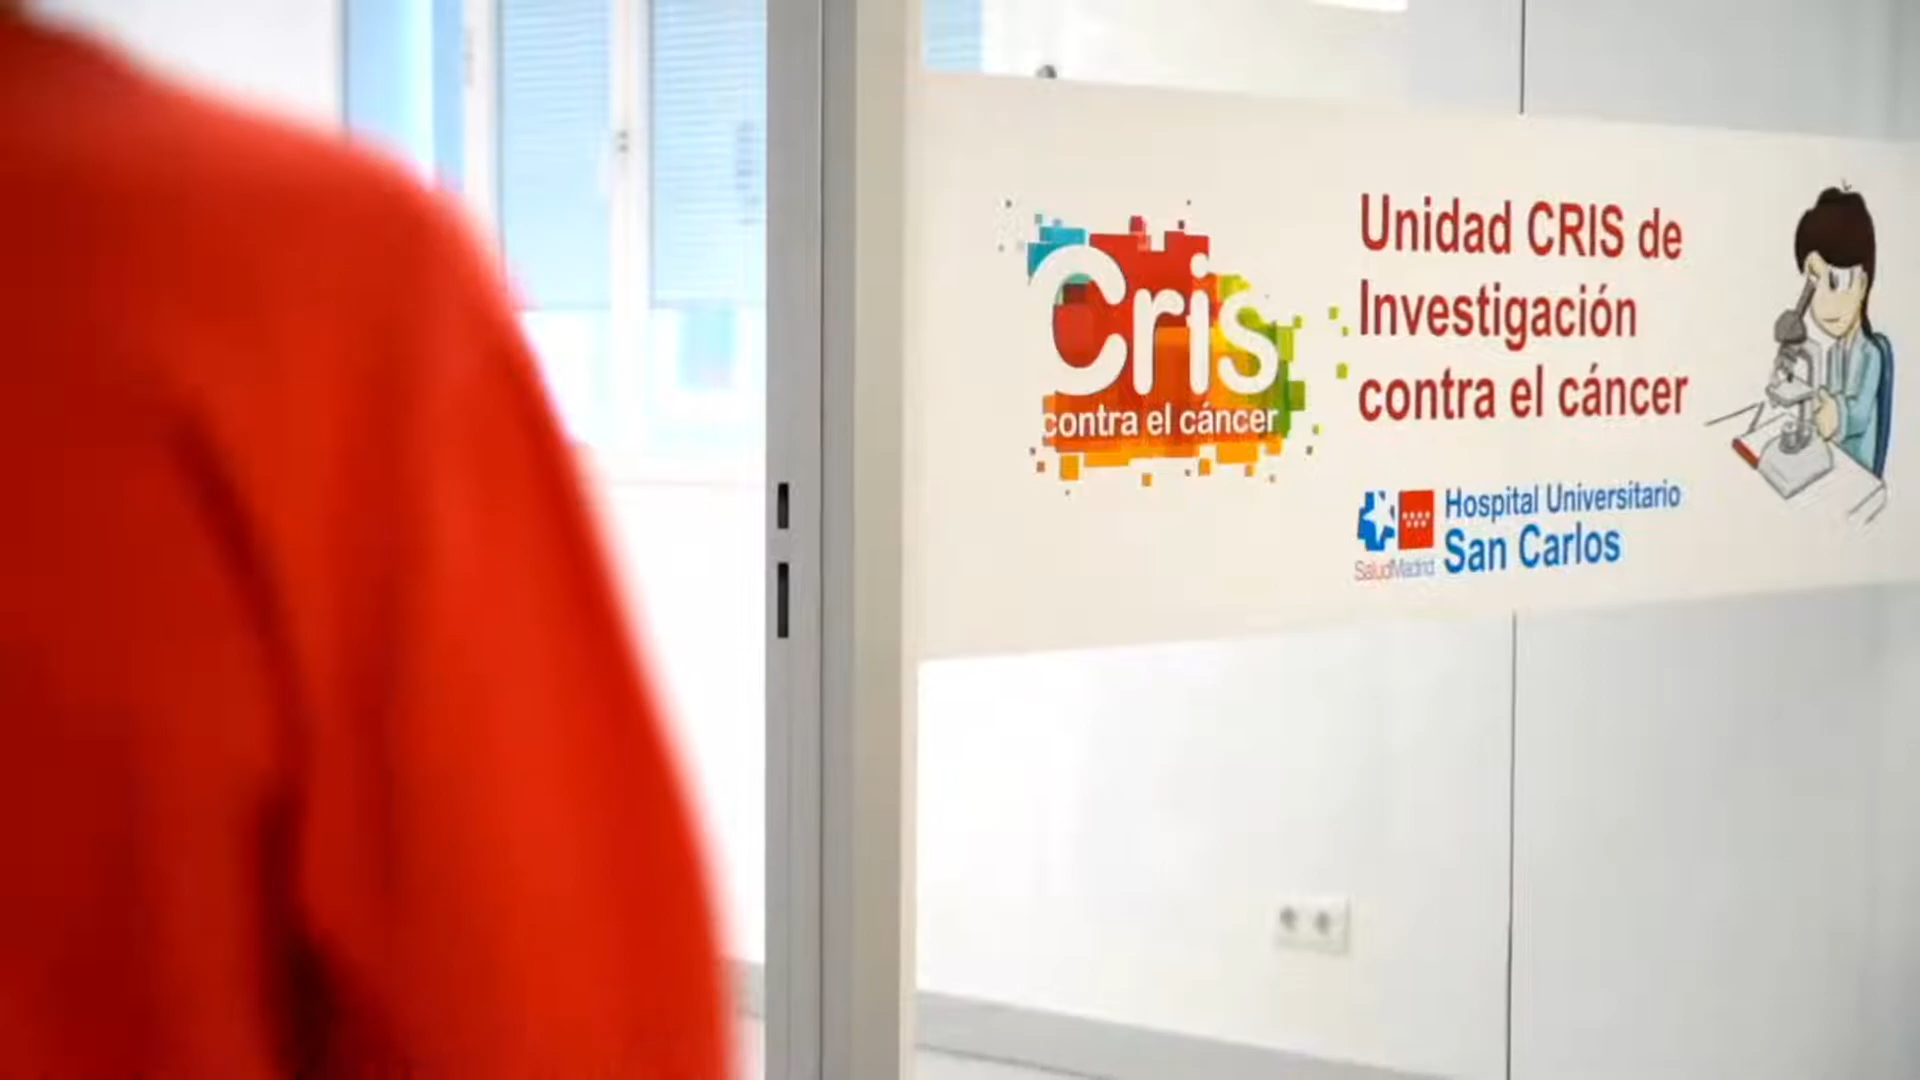 Cris
contra el cáncer
Unidad CRIS de
Investigación
contra el cáncer
SaludMadrid
Hospital Universitario
San Carlos